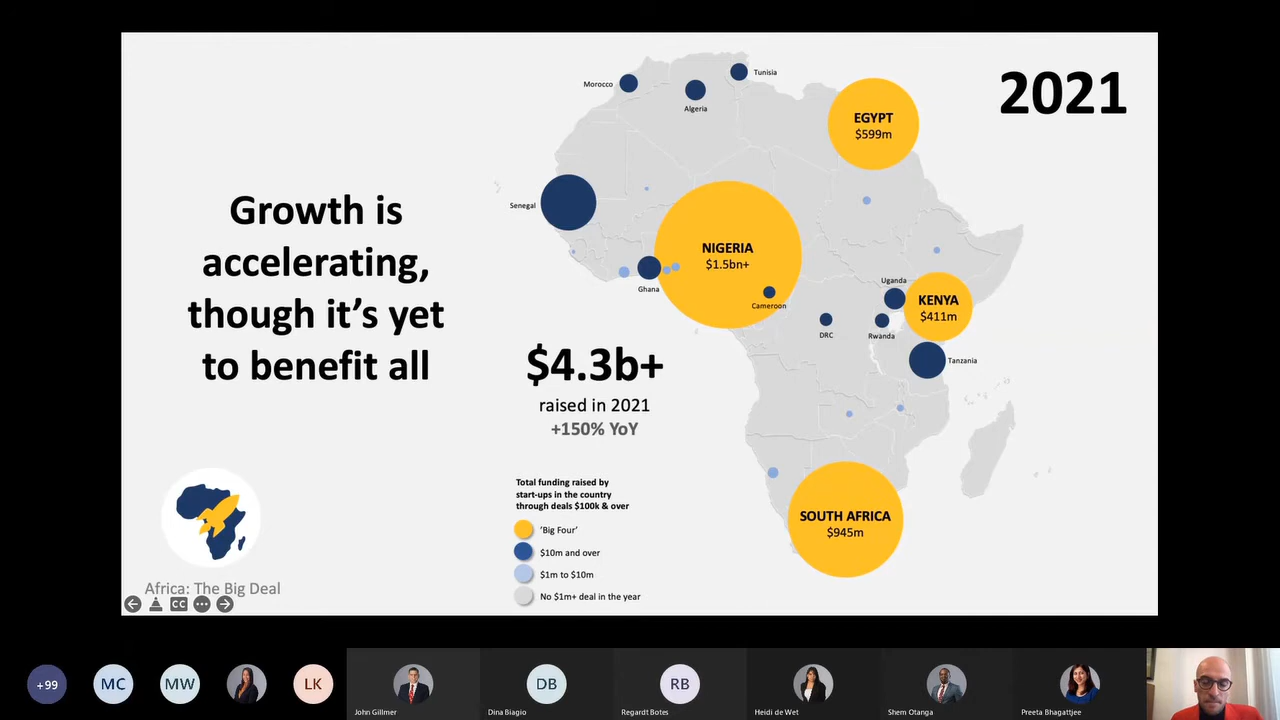 2021
Growth is
accelerating,
though it's yet
to benefit all
Morocco
Algeria
Tunisia
EGYPT
$599m
Senegal
NIGERIA
$1.5bn+
Ghana
Cameroon
Uganda
KENYA
$411m
DRC
Rwanda
Tanzania
$4.3b+
raised in 2021
+150% YoY
SOUTH AFRICA
$945m
Total funding raised by
start-ups in the country
through deals $100k & over
'Big Four'
$10m and over
$1m to $10m
No $1m+ deal in the year
Africa: The Big Deal
CC
+99
MC
MW
LK
John Gillmer
DB
Dina Biagio
RB
Regardt Botes
Heidi de Wet
Shem Otanga
Preeta Bhagattjee